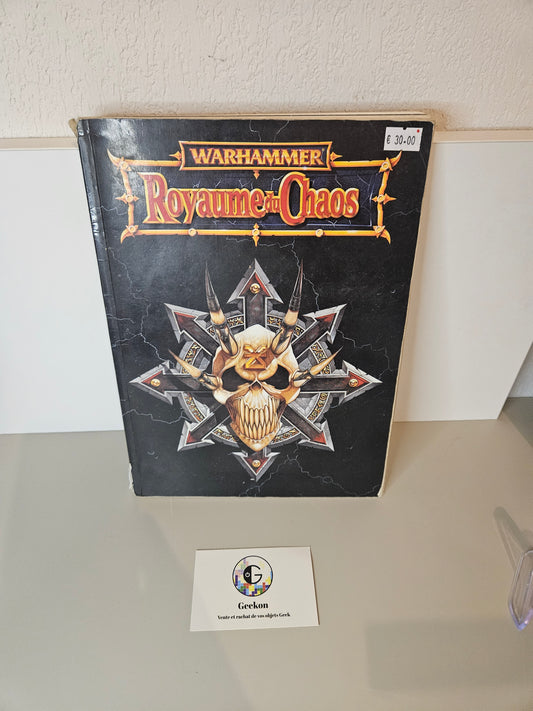 € 30.00
WARHAMMER
Royaume du Chaos
G
Geekon
Vente et rachat de vos objets Geek